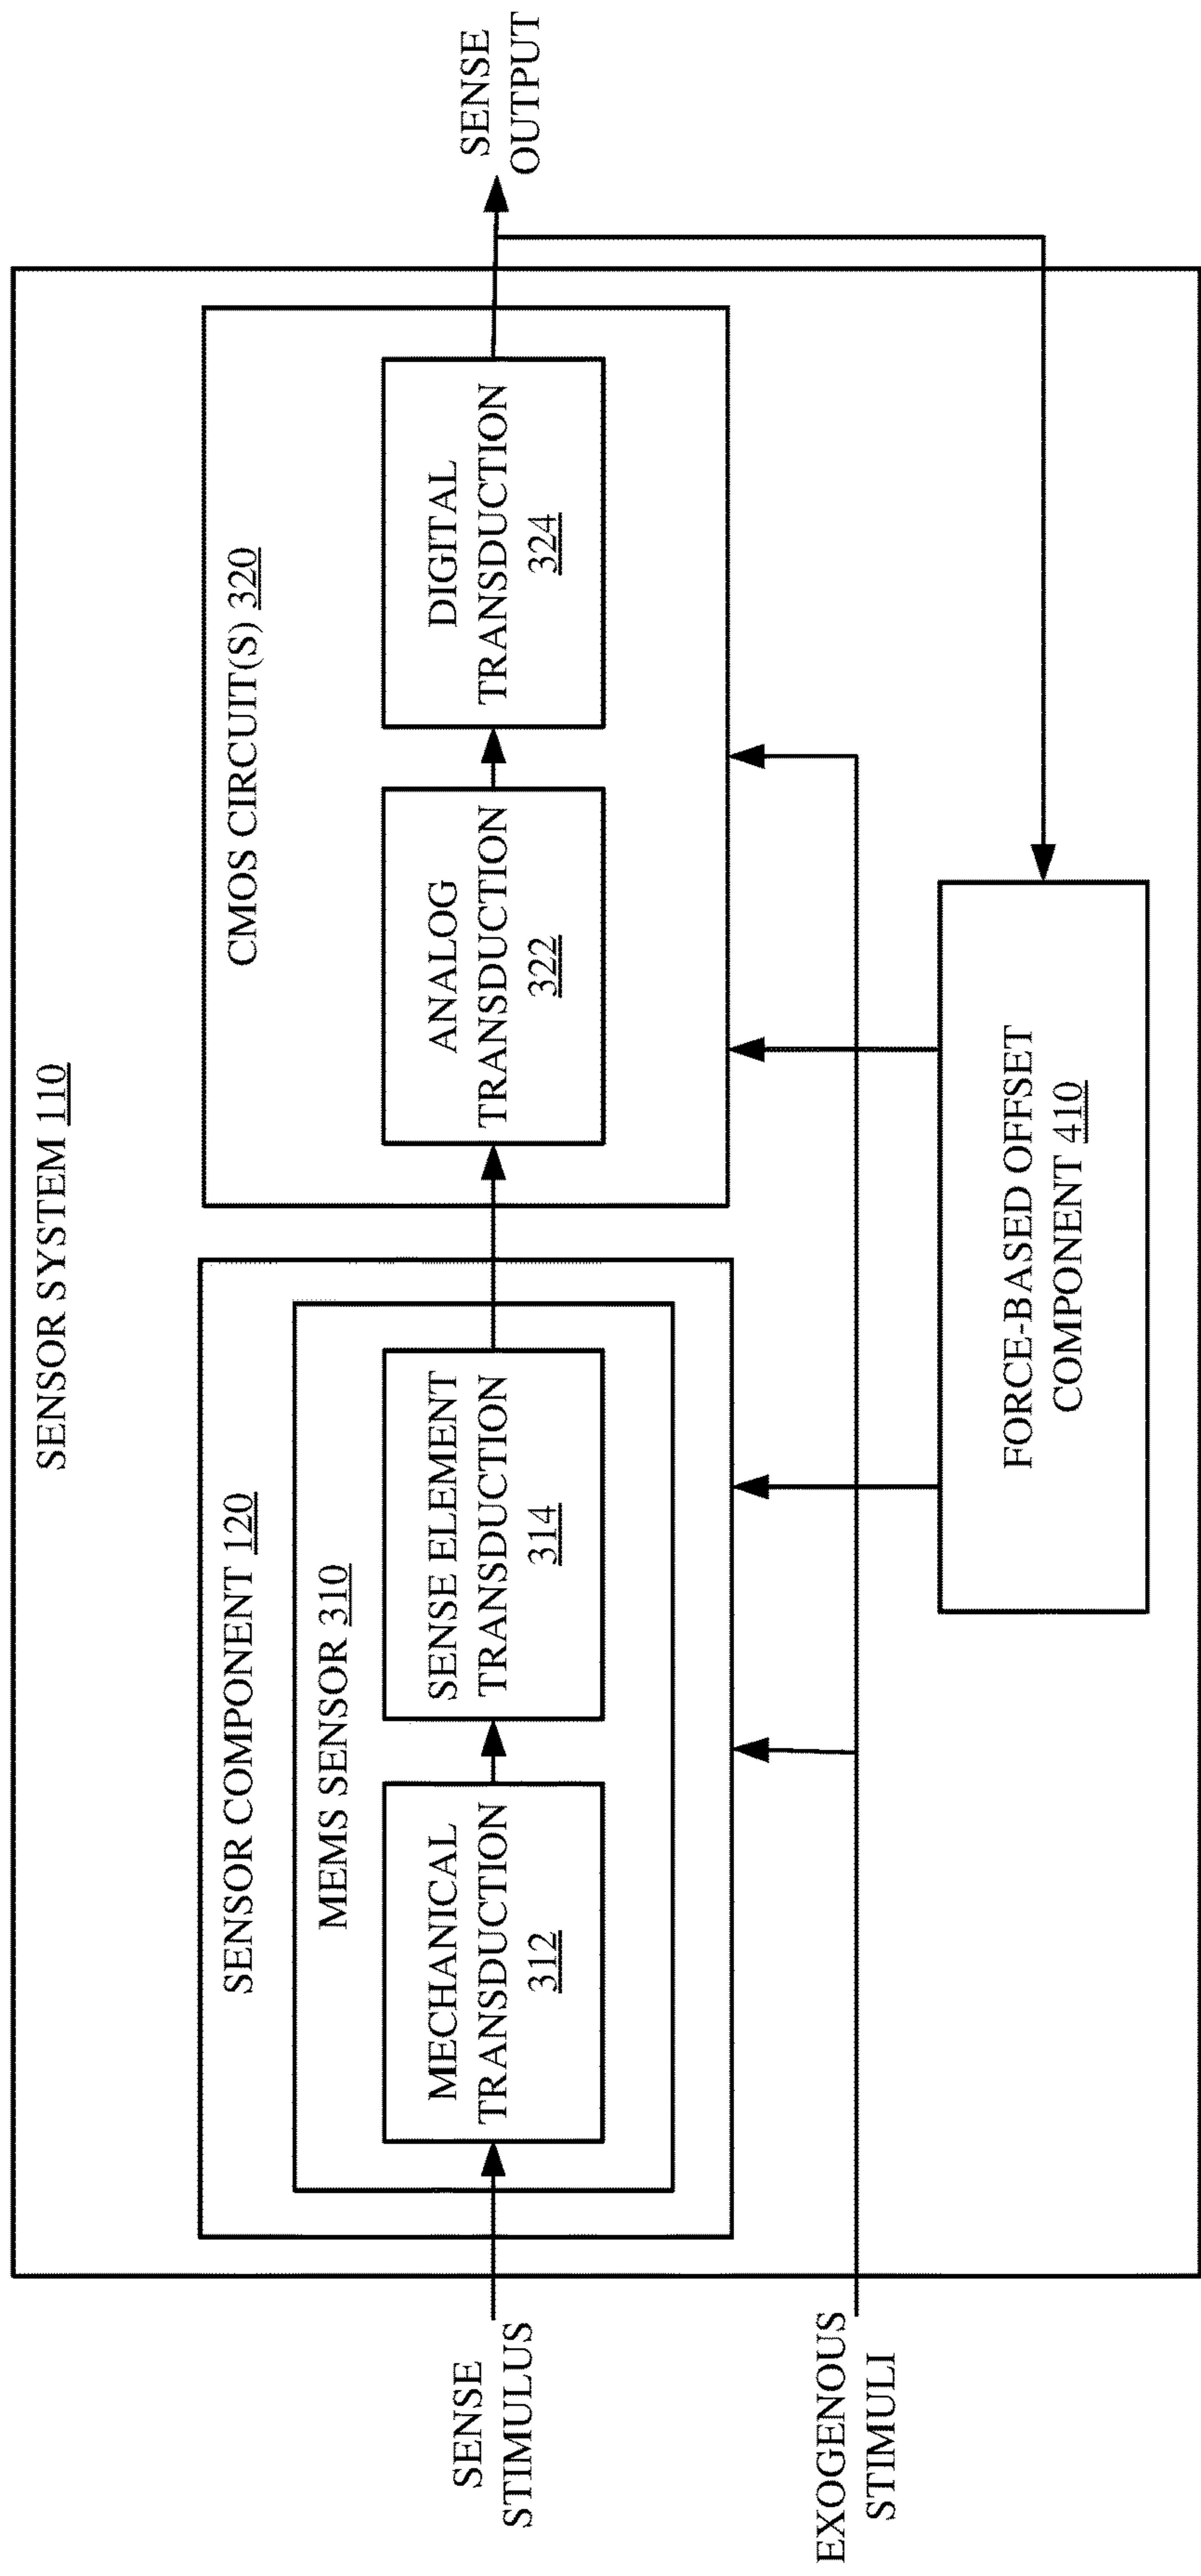 SENSOR SYSTEM 110
SENSOR COMPONENT 120
MEMS SENSOR 310
MECHANICAL
TRANSDUCTION
312
SENSE ELEMENT
TRANSDUCTION
314
CMOS CIRCUIT(S) 320
ANALOG
TRANSDUCTION
322
DIGITAL
TRANSDUCTION
324
SENSE
STIMULUS
SENSE
OUTPUT
EXOGENOUS
STIMULI
FORCE-BASED OFFSET
COMPONENT 410